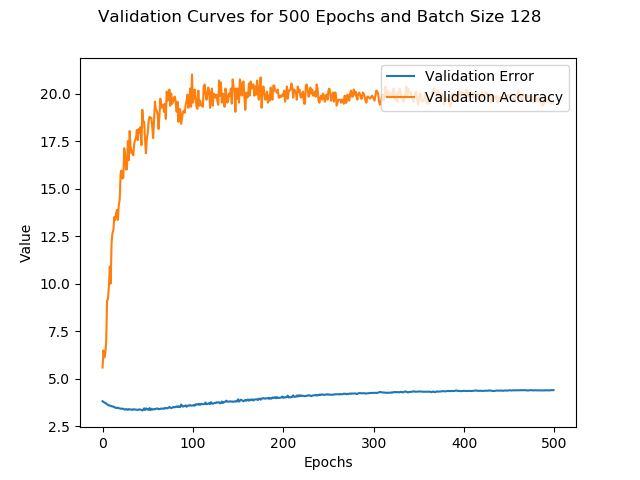 Validation Curves for 500 Epochs and Batch Size 128
Validation Error
Validation Accuracy
20.0
17.5
15.0
12.5
10.0
7.5
5.0
2.5
Value
0
100
200
300
400
500
Epochs